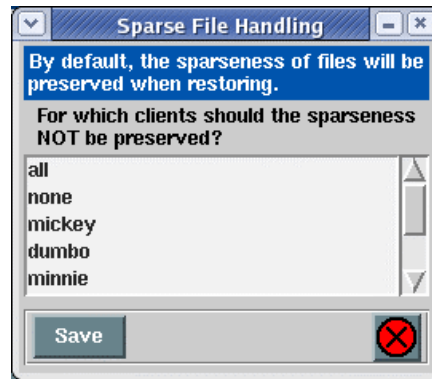 Sparse File Handling
By default, the sparseness of files will be
preserved when restoring.
For which clients should the sparseness
NOT be preserved?
all
none
mickey
dumbo
minnie
Save